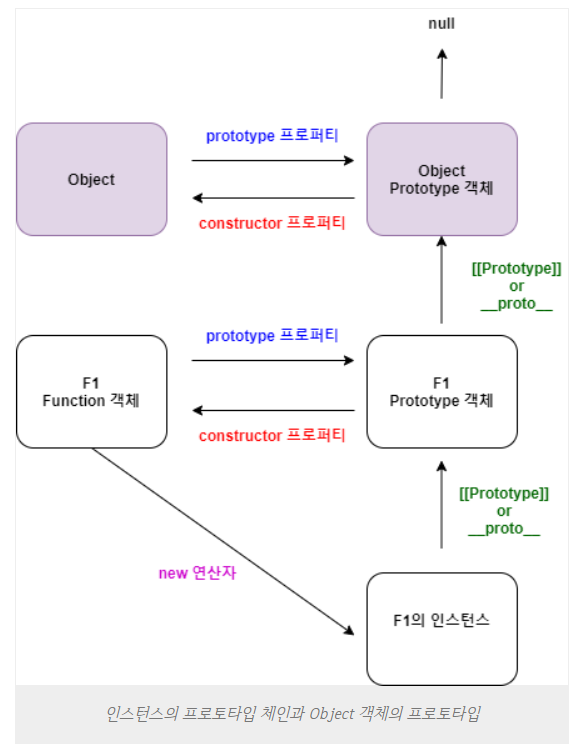 null
prototype 프로퍼티
Object
Object
Prototype 객체
constructor 프로퍼티
[[Prototype]]
or
__proto__
prototype 프로퍼티
F1
Function 객체
F1
Prototype 객체
constructor 프로퍼티
[[Prototype]]
or
__proto__
new 연산자
F1의 인스턴스
인스턴스의 프로토타입 체인과 Object 객체의 프로토타입